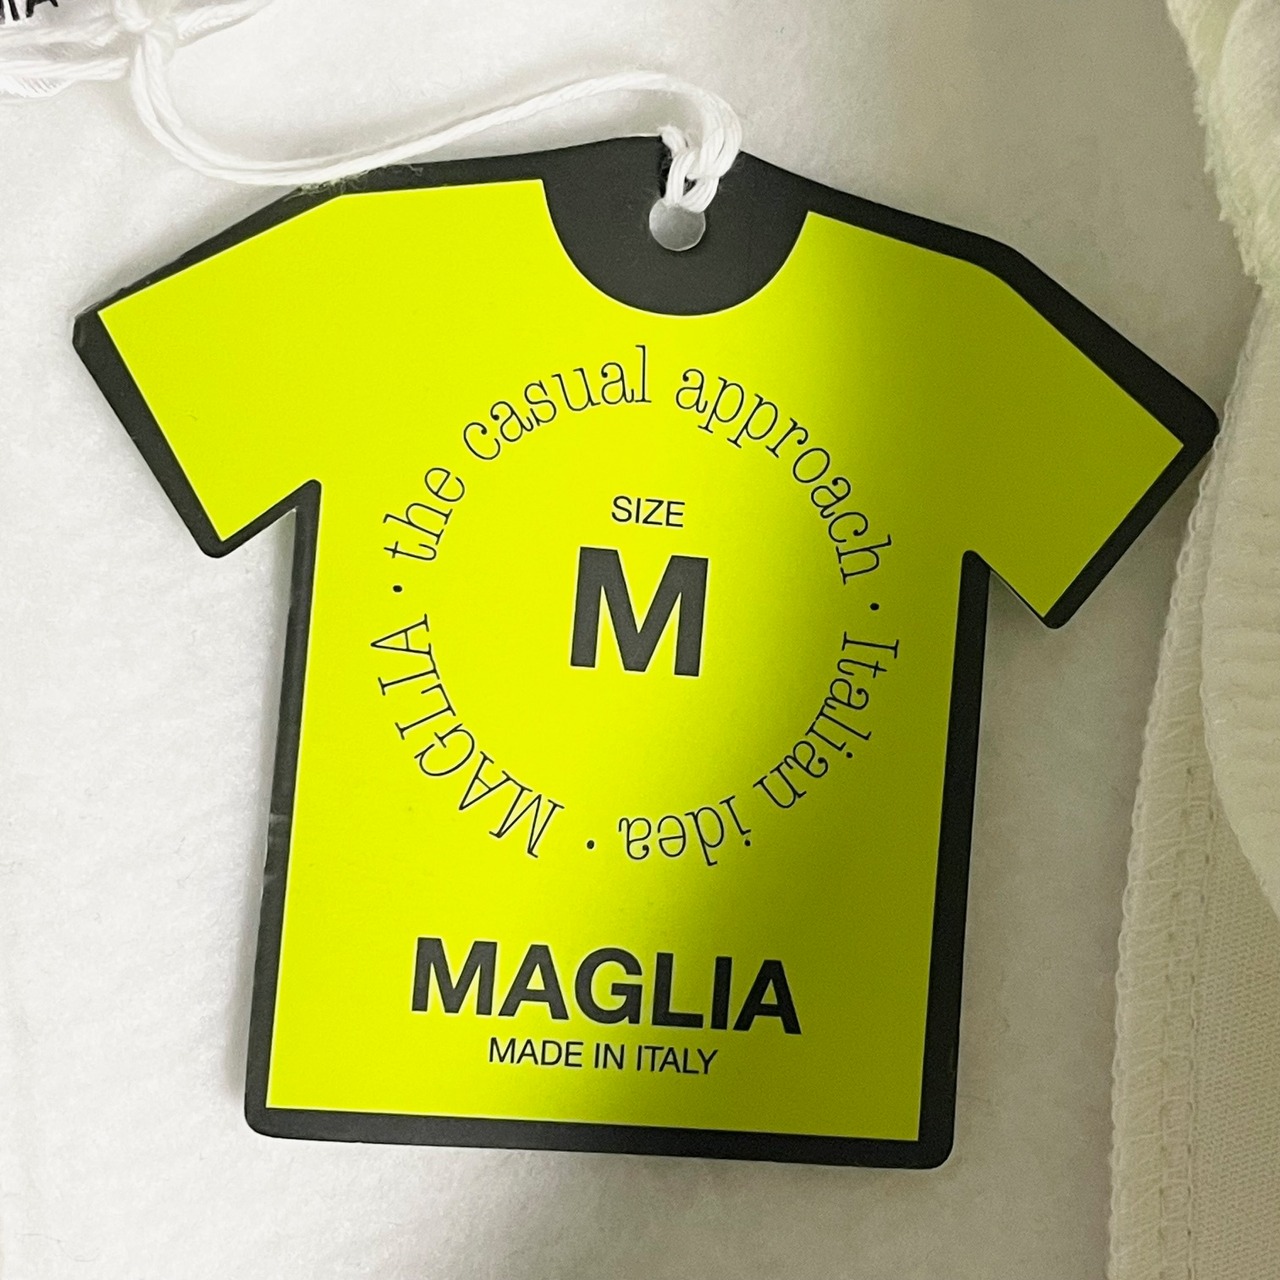 the casual approach · Italian idea · MAGLIA ·
SIZE
M
MAGLIA
MADE IN ITALY